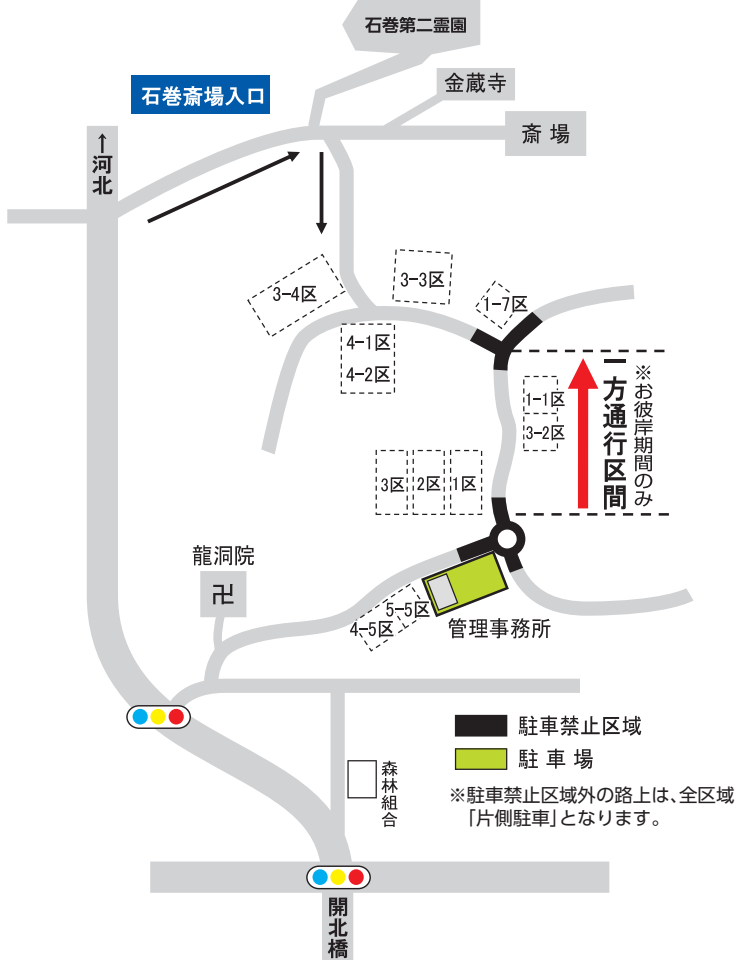 石巻第二霊園
石巻斎場入口
金蔵寺
斎場
↑河北
3-3区
3-4区
1-7区
4-1区
4-2区
1-1区
3-2区
一方通行区間
※お彼岸期間のみ
3区
2区
1区
龍洞院
卍
5-5区
4-5区
管理事務所
駐車禁止区域
駐車場
森林組合
※駐車禁止区域外の路上は、全区域
「片側駐車」となります。
開北橋